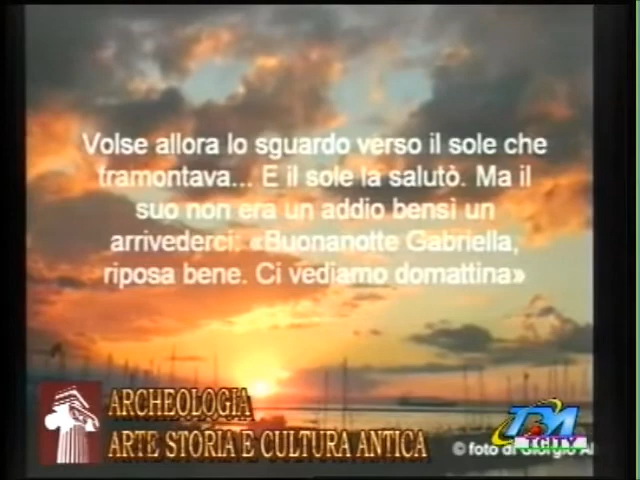 Volse allora lo sguardo verso il sole che
tramontava... E il sole la salutò. Ma il
suo non era un addio bensì un
arrivederci: «Buonanotte Gabriella,
riposa bene. Ci vediamo domattina»
ARCHEOLOGIA
ARTE STORIA E CULTURA ANTICA
© foto di Giorgio
TGITY